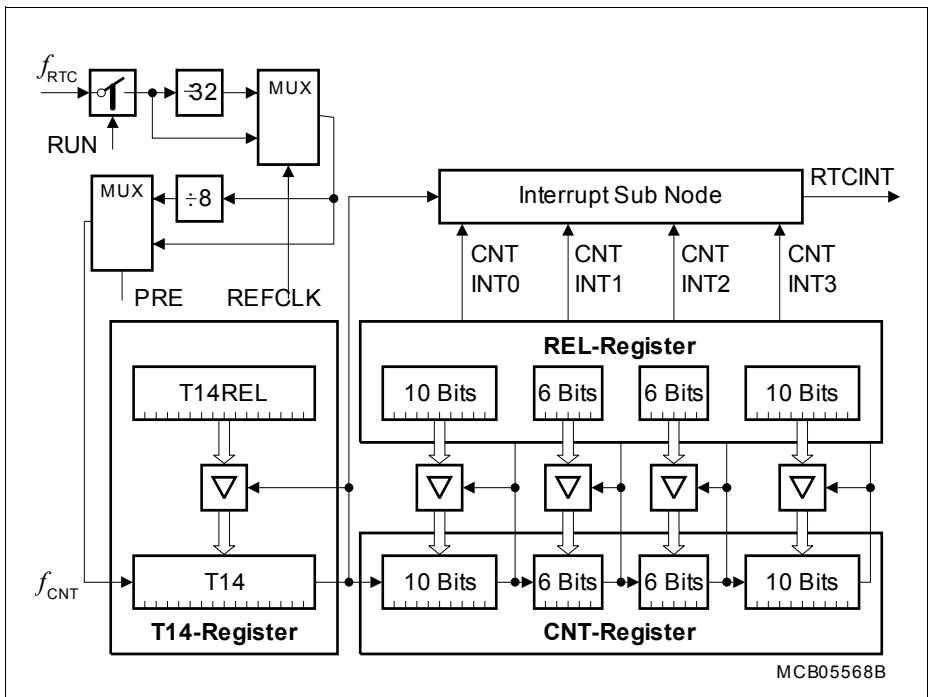 fRTC
÷32
MUX
RUN
MUX
÷8
Interrupt Sub Node
RTCINT
CNT INT0
CNT INT1
CNT INT2
CNT INT3
PRE
REFCLK
REL-Register
T14REL
10 Bits
6 Bits
6 Bits
10 Bits
fCNT
T14
10 Bits
6 Bits
6 Bits
10 Bits
T14-Register
CNT-Register
MCB05568B